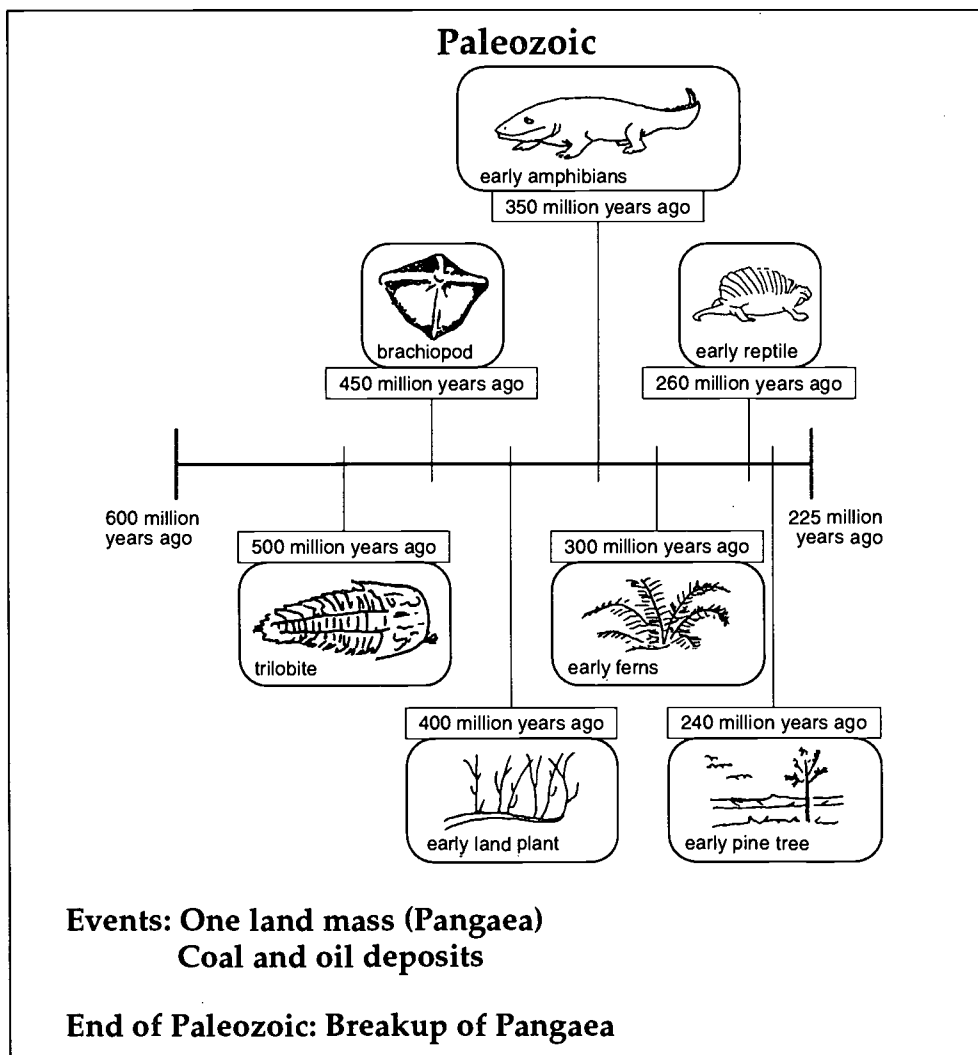 Paleozoic
early amphibians
350 million years ago
brachiopod
450 million years ago
early reptile
260 million years ago
600 million
years ago
225 million
years ago
500 million years ago
trilobite
300 million years ago
early ferns
400 million years ago
early land plant
240 million years ago
early pine tree
Events: One land mass (Pangaea)
Coal and oil deposits
End of Paleozoic: Breakup of Pangaea